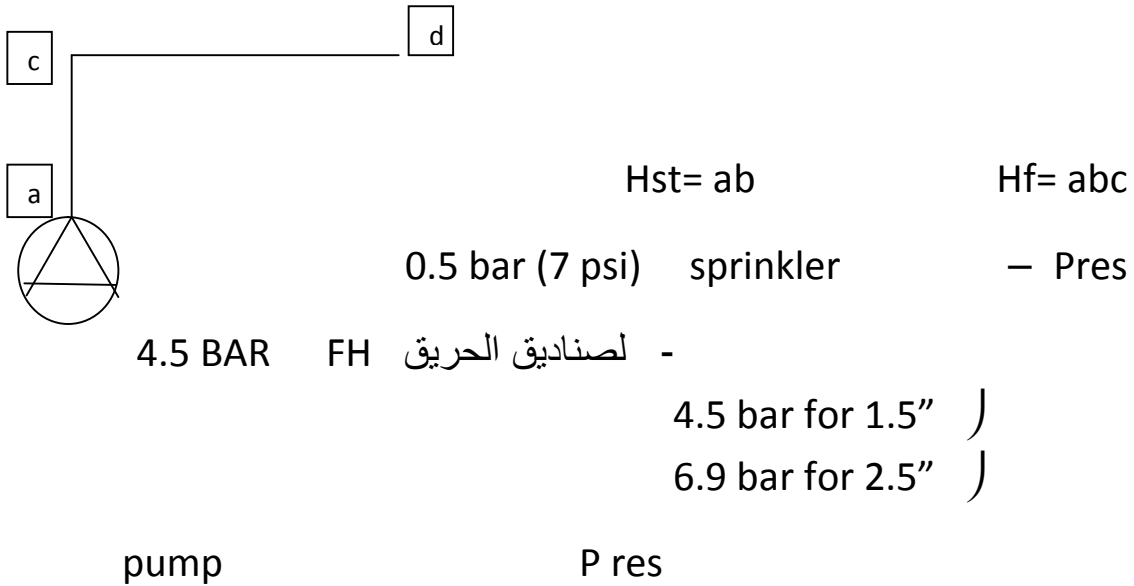 d
c
a
Hst= ab Hf= abc
0.5 bar (7 psi) sprinkler – Pres
- لصناديق الحريق FH 4.5 BAR
4.5 bar for 1.5” ل
6.9 bar for 2.5” ل
pump P res